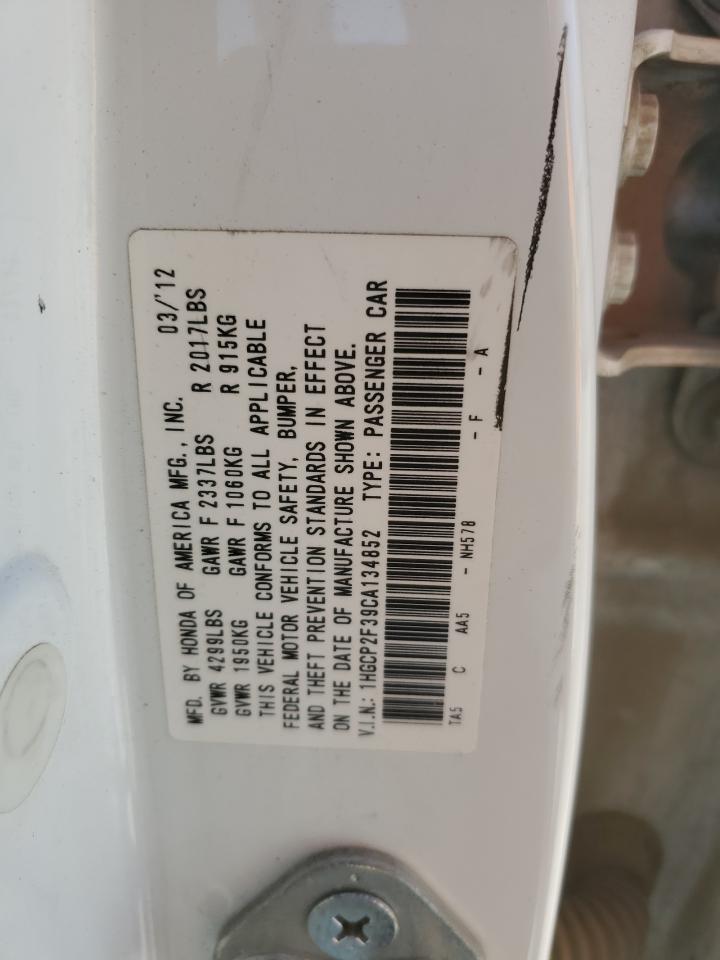 MFD. BY HONDA OF AMERICA MFG., INC. 03/'12
GVWR 4299LBS GAWR F 2337LBS R 2017LBS
GVWR 1950KG GAWR F 1060KG R 915KG
THIS VEHICLE CONFORMS TO ALL APPLICABLE
FEDERAL MOTOR VEHICLE SAFETY, BUMPER,
AND THEFT PREVENTION STANDARDS IN EFFECT
ON THE DATE OF MANUFACTURE SHOWN ABOVE.
V.I.N.: 1HGCP2F39CA134852 TYPE: PASSENGER CAR
TA5 C AA5 - NH578 - F - A